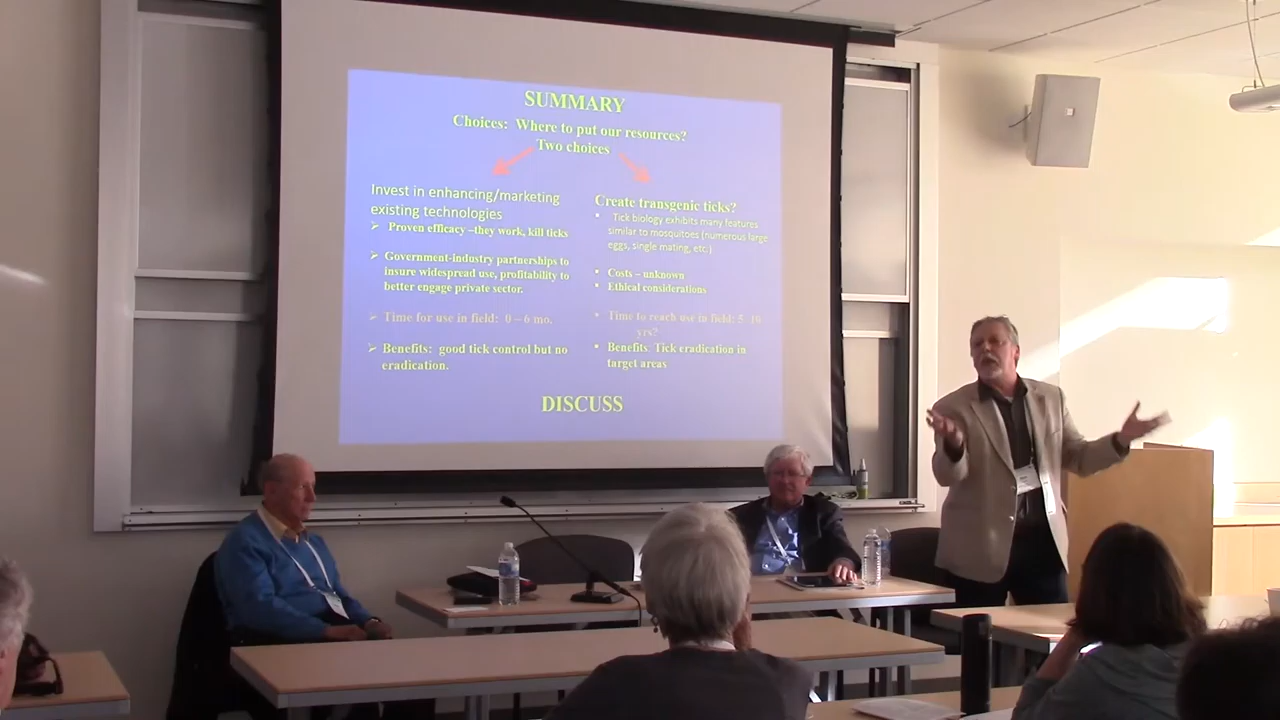 SUMMARY
Choices: Where to put our resources?
Two choices
Invest in enhancing/marketing
existing technologies
Proven efficacy –they work, kill ticks
Government-industry partnerships to
insure widespread use, profitability to
better engage private sector.
Time for use in field: 0 – 6 mo.
Benefits: good tick control but no
eradication.
Create transgenic ticks?
Tick biology exhibits many features
similar to mosquitoes (numerous large
eggs, single mating, etc.)
Costs – unknown
Ethical considerations
Time to reach use in field: 5-10
yrs?
Benefits: Tick eradication in
target areas
DISCUSS